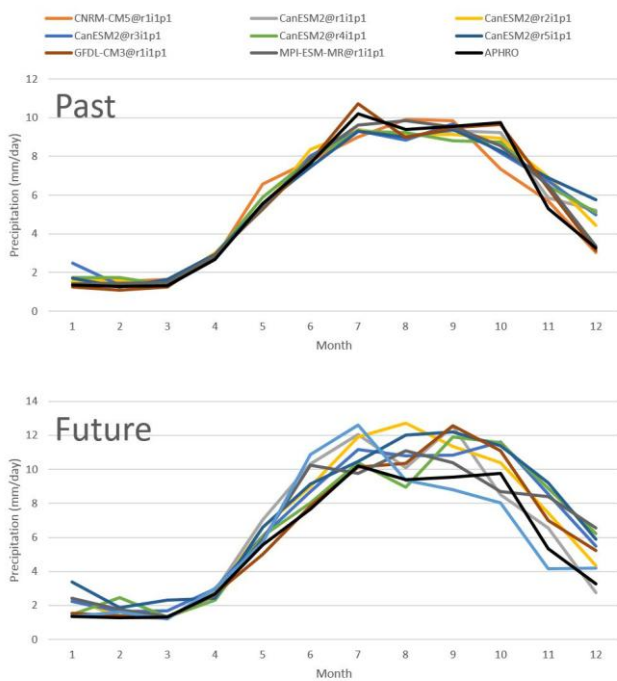 CNRM-CM5@r1i1p1 CanESM2@r1i1p1 CanESM2@r2i1p1
CanESM2@r3i1p1 CanESM2@r4i1p1 CanESM2@r5i1p1
GFDL-CM3@r1i1p1 MPI-ESM-MR@r1i1p1 APHRO
Past
Precipitation (mm/day)
12
10
8
6
4
2
0
1 2 3 4 5 6 7 8 9 10 11 12
Month
Future
Precipitation (mm/day)
14
12
10
8
6
4
2
0
1 2 3 4 5 6 7 8 9 10 11 12
Month